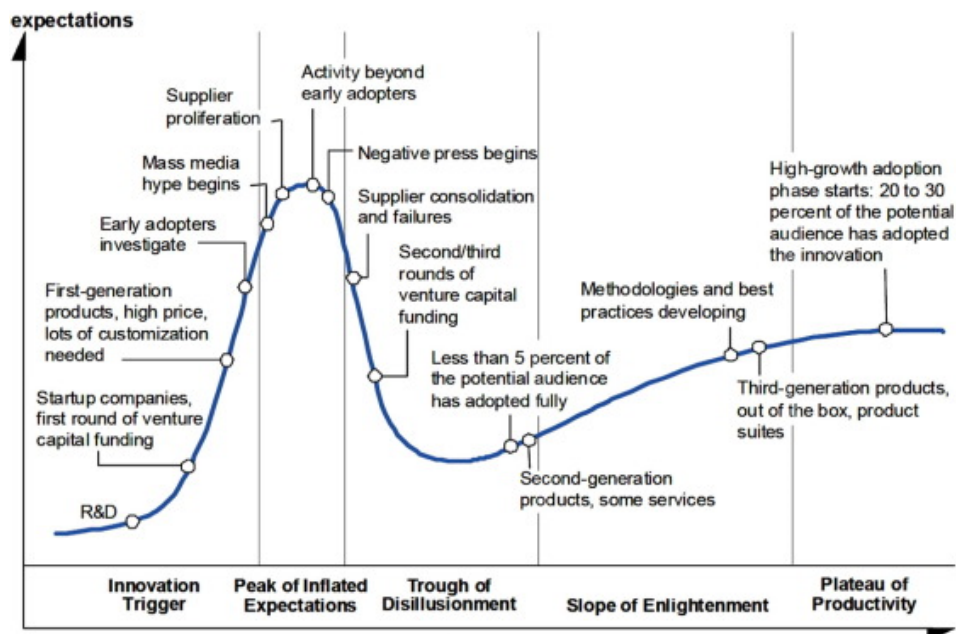 expectations
Activity beyond
early adopters
Supplier
proliferation
Negative press begins
Mass media
hype begins
Supplier consolidation
and failures
Early adopters
investigate
Second/third
rounds of
venture capital
funding
First-generation
products, high price,
lots of customization
needed
Startup companies,
first round of venture
capital funding
R&D
Less than 5 percent of
the potential audience
has adopted fully
Second-generation
products, some services
Methodologies and best
practices developing
Third-generation products,
out of the box, product
suites
High-growth adoption
phase starts: 20 to 30
percent of the potential
audience has adopted
the innovation
Innovation
Trigger
Peak of Inflated
Expectations
Trough of
Disillusionment
Slope of Enlightenment
Plateau of
Productivity